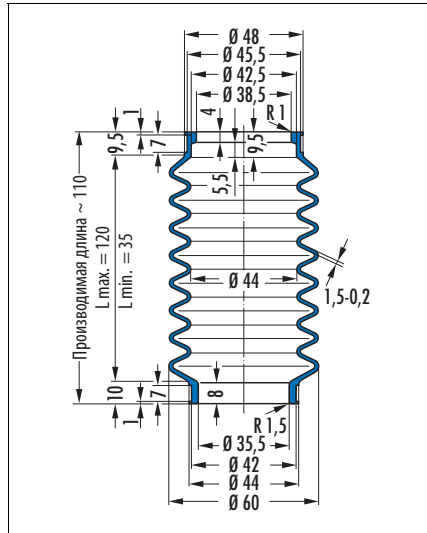 Ø 48
Ø 45,5
Ø 42,5
Ø 38,5
1
9,5
7
4
5,5
9,5
R 1
Производимая длина ~ 110
L max. = 120
L min. = 35
Ø 44
1,5-0,2
10
1
7
8
R 1,5
Ø 35,5
Ø 42
Ø 44
Ø 60